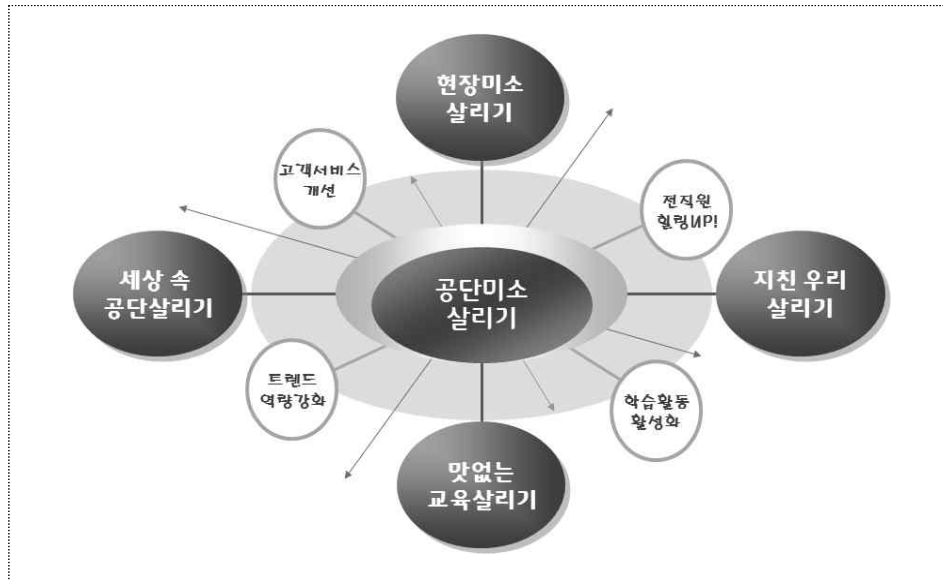 현장미소
살리기
고객서비스
개선
전직원
힐링UP!
세상 속
공단살리기
공단미소
살리기
지친 우리
살리기
트렌드
역량강화
학습활동
활성화
맛없는
교육살리기